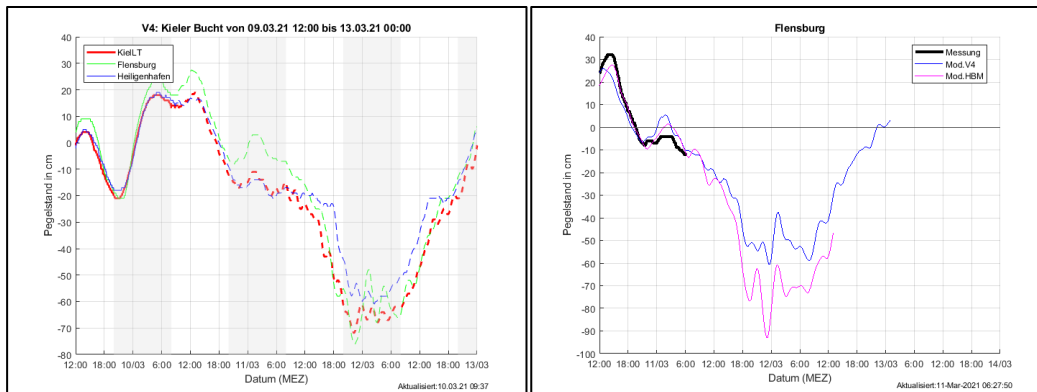 V4: Kieler Bucht von 09.03.21 12:00 bis 13.03.21 00:00
40
30
20
10
0
-10
-20
-30
-40
-50
-60
-70
-80
Pegelstand in cm
KielLT
Flensburg
Heiligenhafen
12:00 18:00 10/03 06:00 12:00 18:00 11/03 06:00 12:00 18:00 12/03 06:00 12:00 18:00 13/03
Datum (MEZ)
Aktualisiert:10.03.21 09:37
Flensburg
40
30
20
10
0
-10
-20
-30
-40
-50
-60
-70
-80
-90
-100
Pegelstand in cm
Messung
Mod.V4
Mod.HBM
12:00 18:00 11/03 06:00 12:00 18:00 12/03 06:00 12:00 18:00 13/03 06:00 12:00 18:00 14/03
Datum (MEZ)
Aktualisiert:11-Mar-2021 06:27:50